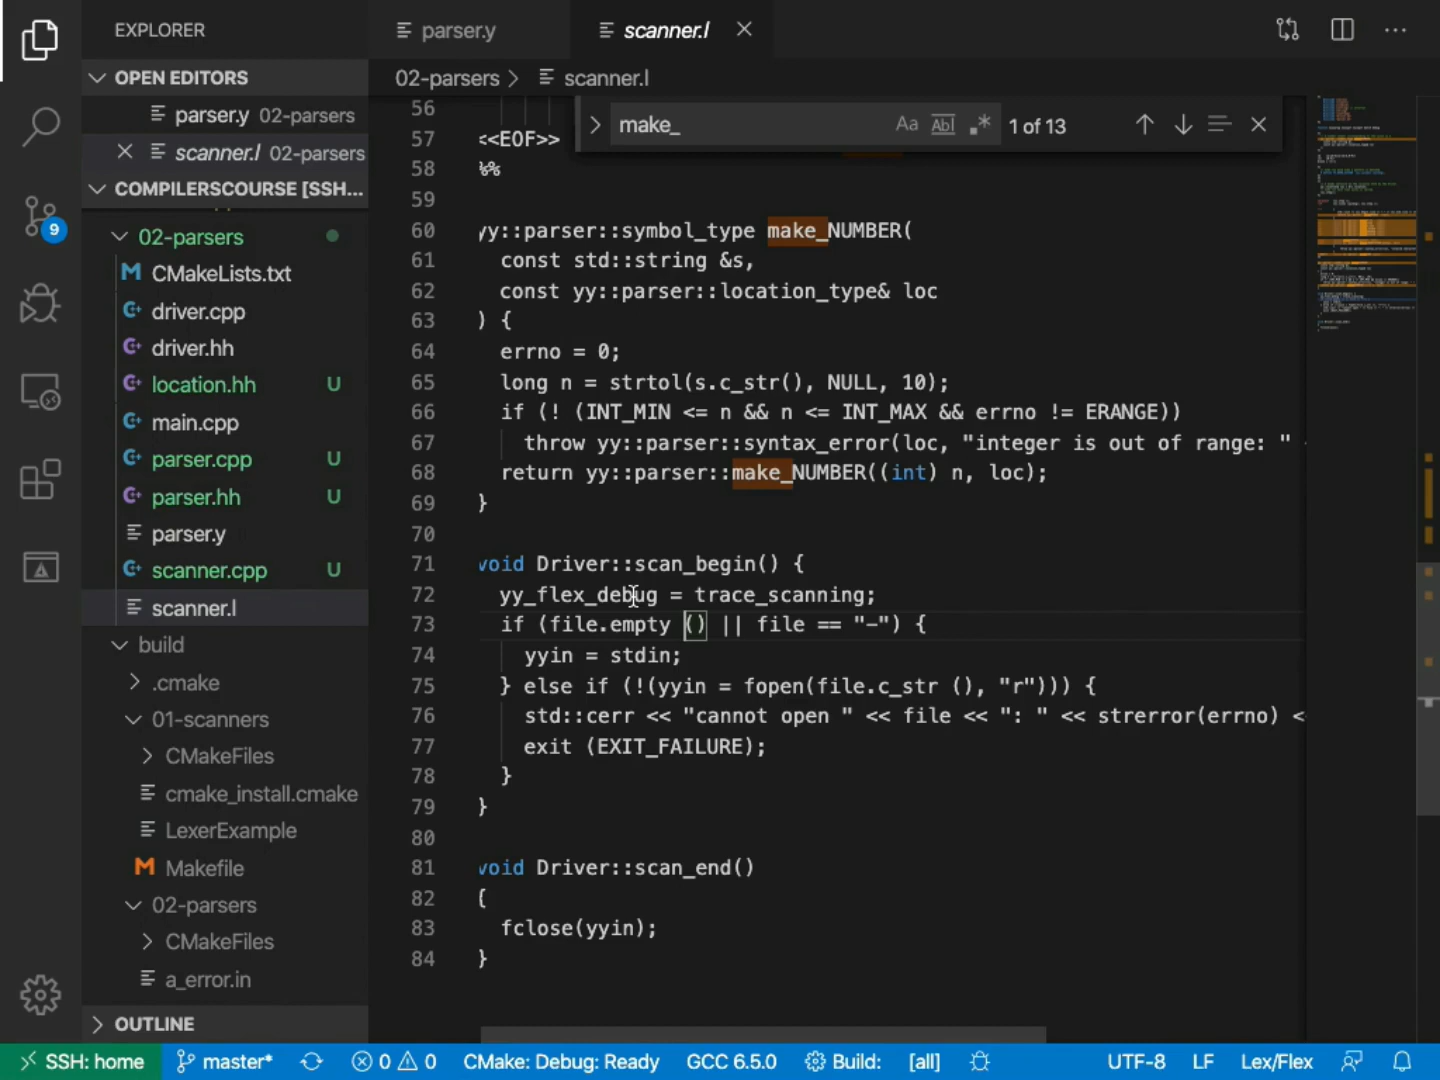 EXPLORER
OPEN EDITORS
parser.y 02-parsers
scanner.l 02-parsers
COMPILERSCOURSE [SSH...
02-parsers
CMakeLists.txt
driver.cpp
driver.hh
location.hh U
main.cpp
parser.cpp U
parser.hh U
parser.y
scanner.cpp U
scanner.l
build
.cmake
01-scanners
CMakeFiles
cmake_install.cmake
LexerExample
Makefile
02-parsers
CMakeFiles
a_error.in
OUTLINE
9
parser.y
scanner.l
02-parsers > scanner.l
make_ Aa Abl .* 1 of 13
56
57 <<EOF>>
58 %%
59
60 yy::parser::symbol_type make_NUMBER(
61 const std::string &s,
62 const yy::parser::location_type& loc
63 ) {
64 errno = 0;
65 long n = strtol(s.c_str(), NULL, 10);
66 if (! (INT_MIN <= n && n <= INT_MAX && errno != ERANGE))
67 throw yy::parser::syntax_error(loc, "integer is out of range: "
68 return yy::parser::make_NUMBER((int) n, loc);
69 }
70
71 void Driver::scan_begin() {
72 yy_flex_debug = trace_scanning;
73 if (file.empty () || file == "-") {
74 yyin = stdin;
75 } else if (!(yyin = fopen(file.c_str (), "r"))) {
76 std::cerr << "cannot open " << file << ": " << strerror(errno) <
77 exit (EXIT_FAILURE);
78 }
79 }
80
81 void Driver::scan_end()
82 {
83 fclose(yyin);
84 }
SSH: home master* 0 0 CMake: Debug: Ready GCC 6.5.0 Build: [all] UTF-8 LF Lex/Flex